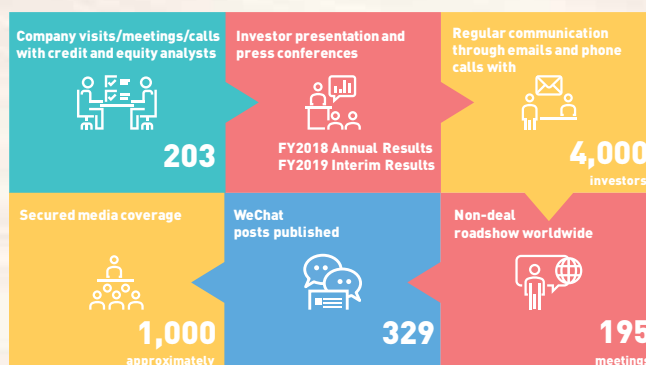 Company visits/meetings/calls
with credit and equity analysts
203
Investor presentation and
press conferences
FY2018 Annual Results
FY2019 Interim Results
Regular communication
through emails and phone
calls with
4,000
investors
Secured media coverage
1,000
approximately
WeChat
posts published
329
Non-deal
roadshow worldwide
195
meetings